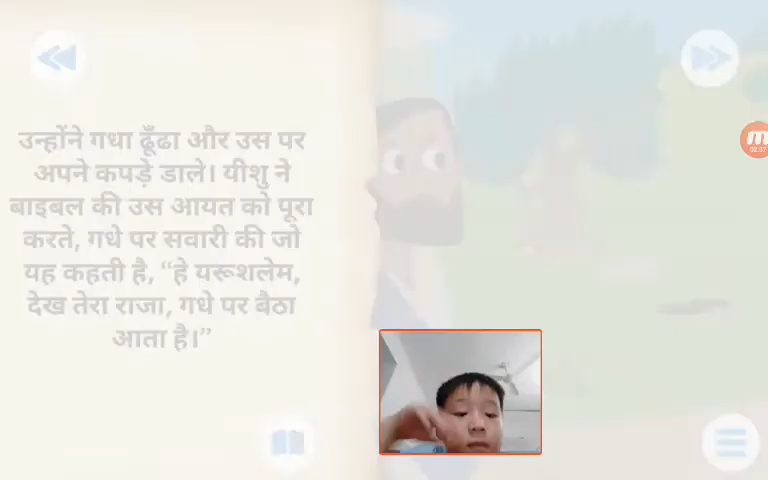 उन्होंने गधा ढूँढा और उस पर
अपने कपड़े डाले। यीशु ने
बाइबल की उस आयत को पूरा
करते, गधे पर सवारी की जो
यह कहती है, “हे यरूशलेम,
देख तेरा राजा, गधे पर बैठा
आता है।”